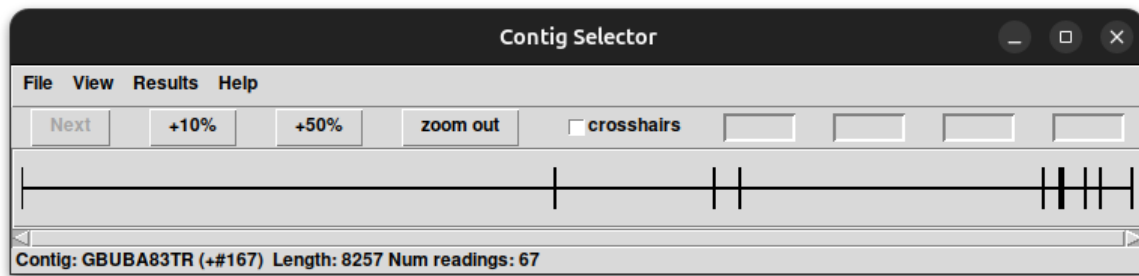 Contig Selector
File View Results Help
Next +10% +50% zoom out crosshairs
Contig: GBUBA83TR (+#167) Length: 8257 Num readings: 67